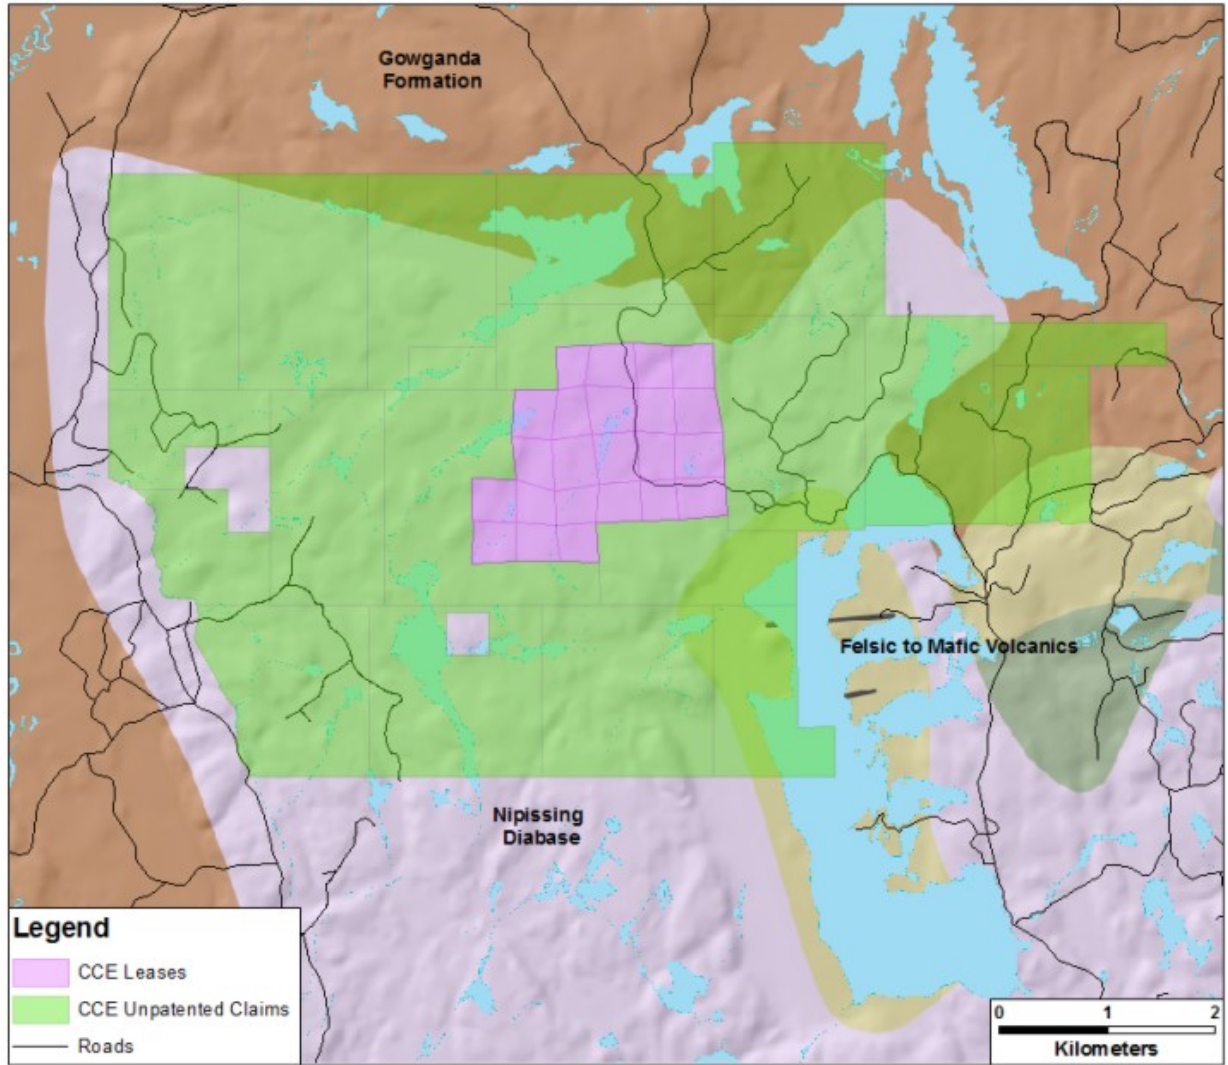 Gowganda
Formation
Felsic to Mafic Volcanics
Nipissing
Diabase
Legend
CCE Leases
CCE Unpatented Claims
Roads
0 1 2
Kilometers